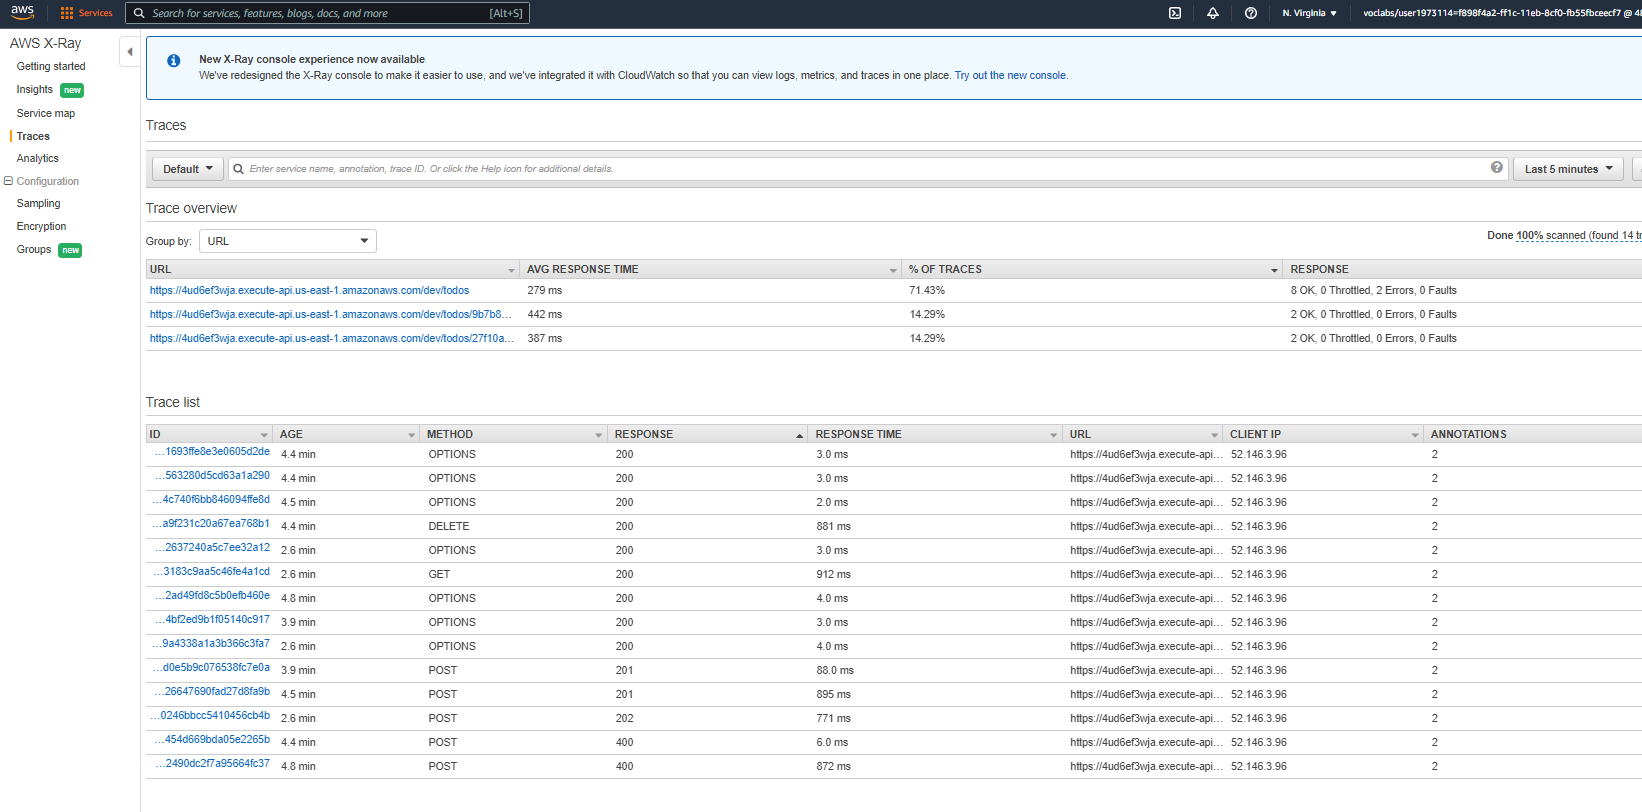 aws Services Search for services, features, blogs, docs, and more [Alt+S] N. Virginia voclabs/user1973114=f898f4a2-ff1c-11eb-8cf0-fb55fbceecf7 @
AWS X-Ray
Getting started
Insights new
Service map
Traces
Analytics
Configuration
Sampling
Encryption
Groups new
New X-Ray console experience now available
We've redesigned the X-Ray console to make it easier to use, and we've integrated it with CloudWatch so that you can view logs, metrics, and traces in one place. Try out the new console.
Traces
Default Enter service name, annotation, trace ID. Or click the Help icon for additional details. Last 5 minutes
Trace overview
Group by: URL Done 100% scanned (found 14 tr
URL AVG RESPONSE TIME % OF TRACES RESPONSE
https://4ud6ef3wja.execute-api.us-east-1.amazonaws.com/dev/todos 279 ms 71.43% 8 OK, 0 Throttled, 2 Errors, 0 Faults
https://4ud6ef3wja.execute-api.us-east-1.amazonaws.com/dev/todos/9b7b8... 442 ms 14.29% 2 OK, 0 Throttled, 0 Errors, 0 Faults
https://4ud6ef3wja.execute-api.us-east-1.amazonaws.com/dev/todos/27f10a... 387 ms 14.29% 2 OK, 0 Throttled, 0 Errors, 0 Faults
Trace list
ID AGE METHOD RESPONSE RESPONSE TIME URL CLIENT IP ANNOTATIONS
...1693ffe8e3e0605d2de 4.4 min OPTIONS 200 3.0 ms https://4ud6ef3wja.execute-api... 52.146.3.96 2
...563280d5cd63a1a290 4.4 min OPTIONS 200 3.0 ms https://4ud6ef3wja.execute-api... 52.146.3.96 2
...4c740f6bb846094ffe8d 4.5 min OPTIONS 200 2.0 ms https://4ud6ef3wja.execute-api... 52.146.3.96 2
...a9f231c20a67ea768b1 4.4 min DELETE 200 881 ms https://4ud6ef3wja.execute-api... 52.146.3.96 2
...2637240a5c7ee32a12 2.6 min OPTIONS 200 3.0 ms https://4ud6ef3wja.execute-api... 52.146.3.96 2
...3183c9aa5c46fe4a1cd 2.6 min GET 200 912 ms https://4ud6ef3wja.execute-api... 52.146.3.96 2
...2ad49fd8c5b0efb460e 4.8 min OPTIONS 200 4.0 ms https://4ud6ef3wja.execute-api... 52.146.3.96 2
...4bf2ed9b1f05140c917 3.9 min OPTIONS 200 3.0 ms https://4ud6ef3wja.execute-api... 52.146.3.96 2
...9a4338a1a3b366c3fa7 2.6 min OPTIONS 200 4.0 ms https://4ud6ef3wja.execute-api... 52.146.3.96 2
...d0e5b9c076538fc7e0a 3.9 min POST 201 88.0 ms https://4ud6ef3wja.execute-api... 52.146.3.96 2
...26647690fad27d8fa9b 4.5 min POST 201 895 ms https://4ud6ef3wja.execute-api... 52.146.3.96 2
...0246bbcc5410456cb4b 2.6 min POST 202 771 ms https://4ud6ef3wja.execute-api... 52.146.3.96 2
...454d669bda05e2265b 4.4 min POST 400 6.0 ms https://4ud6ef3wja.execute-api... 52.146.3.96 2
...2490dc2f7a95664fc37 4.8 min POST 400 872 ms https://4ud6ef3wja.execute-api... 52.146.3.96 2